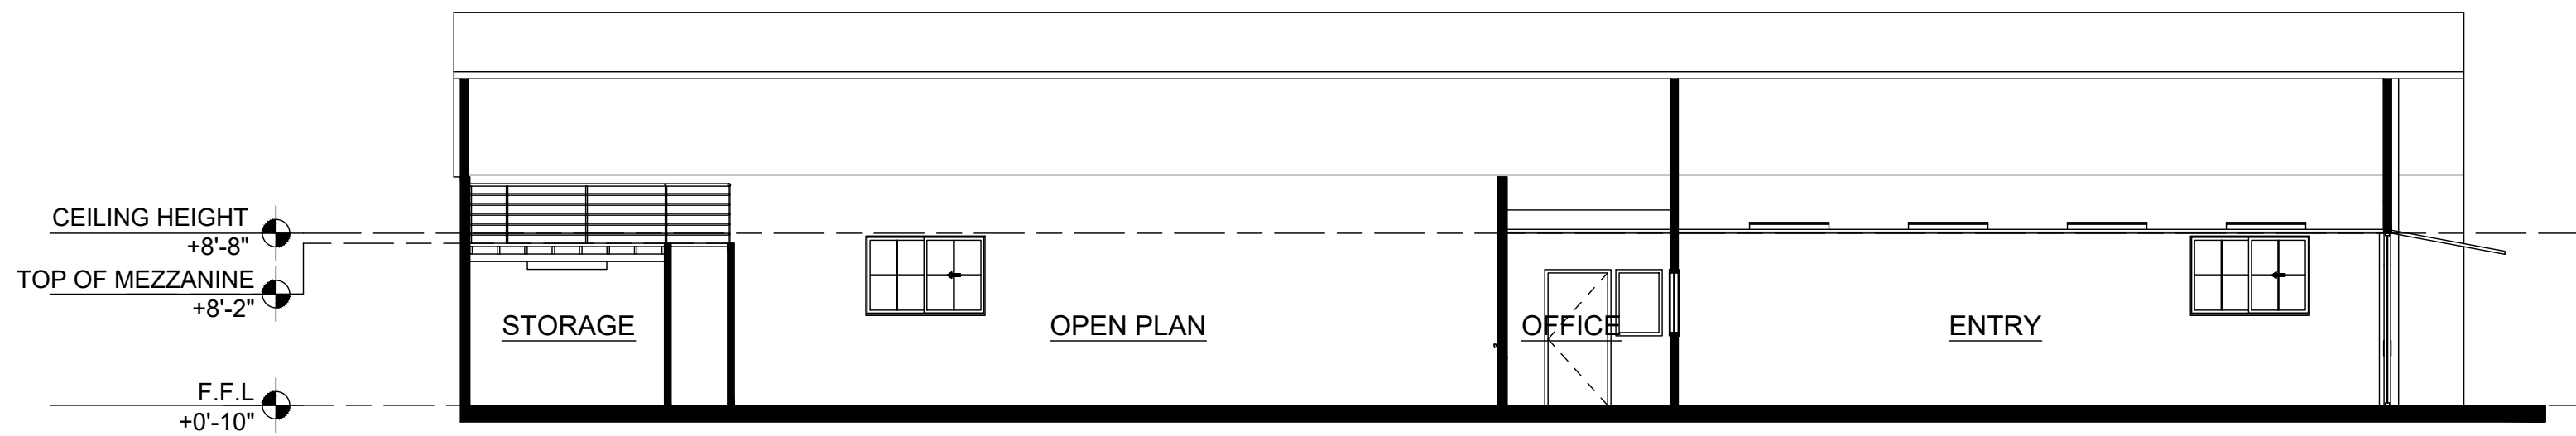 CEILING HEIGHT
+8'-8"
TOP OF MEZZANINE
+8'-2"
F.F.L
+0'-10"
STORAGE
OPEN PLAN
OFFICE
ENTRY